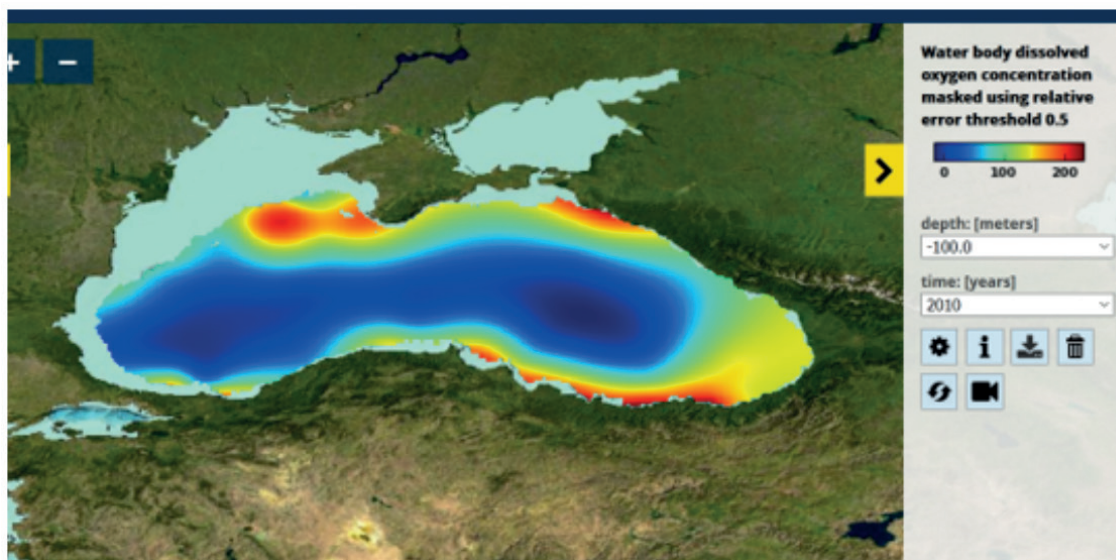 + −
Water body dissolved
oxygen concentration
masked using relative
error threshold 0.5
0 100 200
depth: [meters]
-100.0
time: [years]
2010